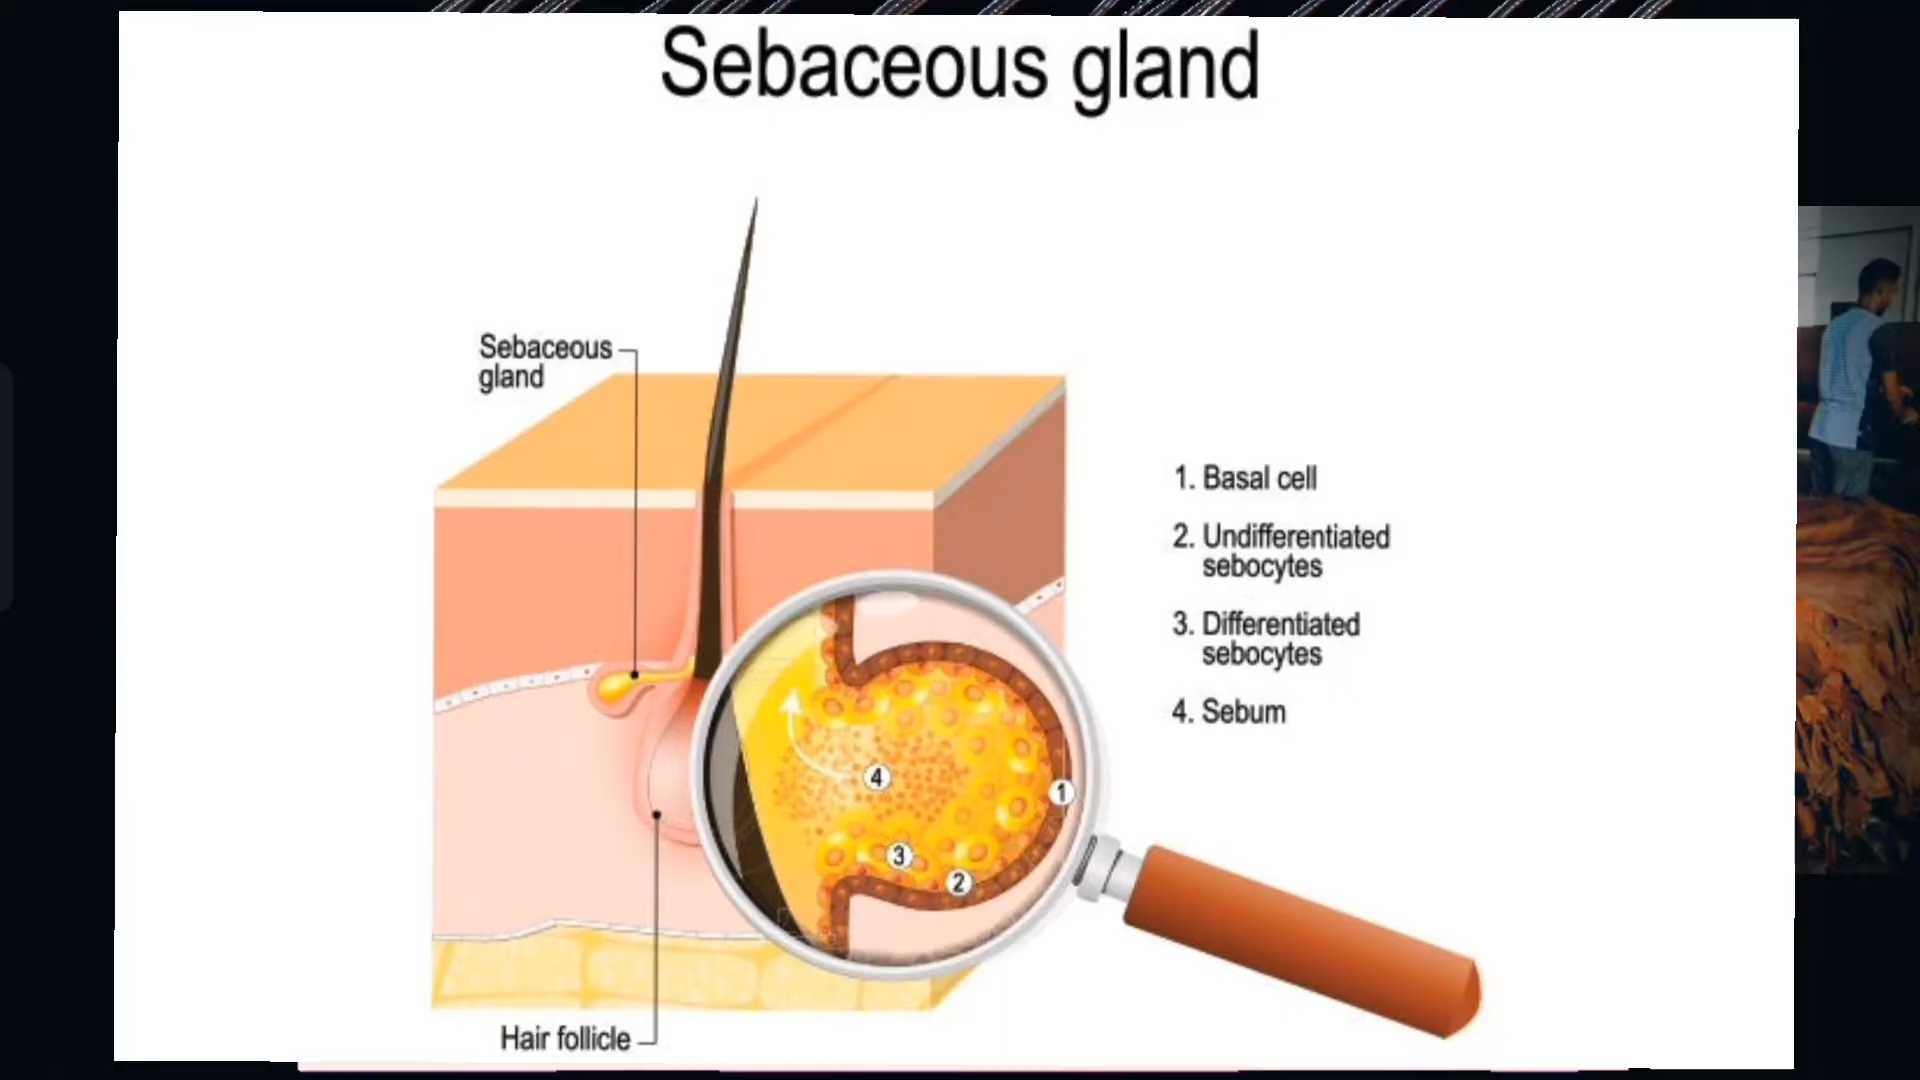 Sebaceous gland
Sebaceous
gland
1. Basal cell
2. Undifferentiated
sebocytes
3. Differentiated
sebocytes
4. Sebum
4
1
3
2
Hair follicle